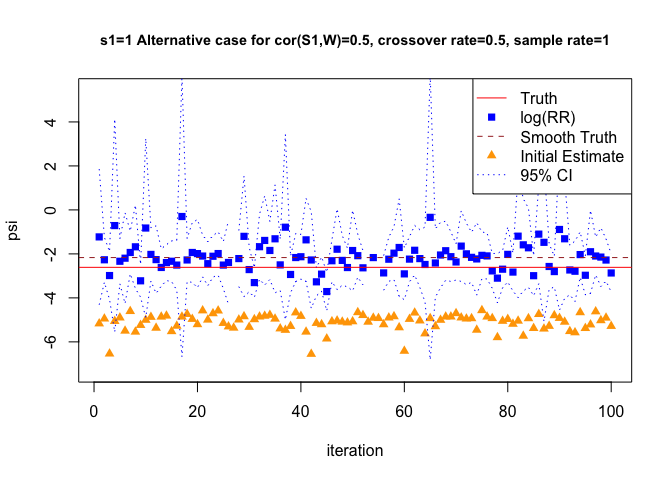 s1=1 Alternative case for cor(S1,W)=0.5, crossover rate=0.5, sample rate=1
Truth
log(RR)
Smooth Truth
Initial Estimate
95% CI
psi
4
2
0
-2
-4
-6
0 20 40 60 80 100
iteration